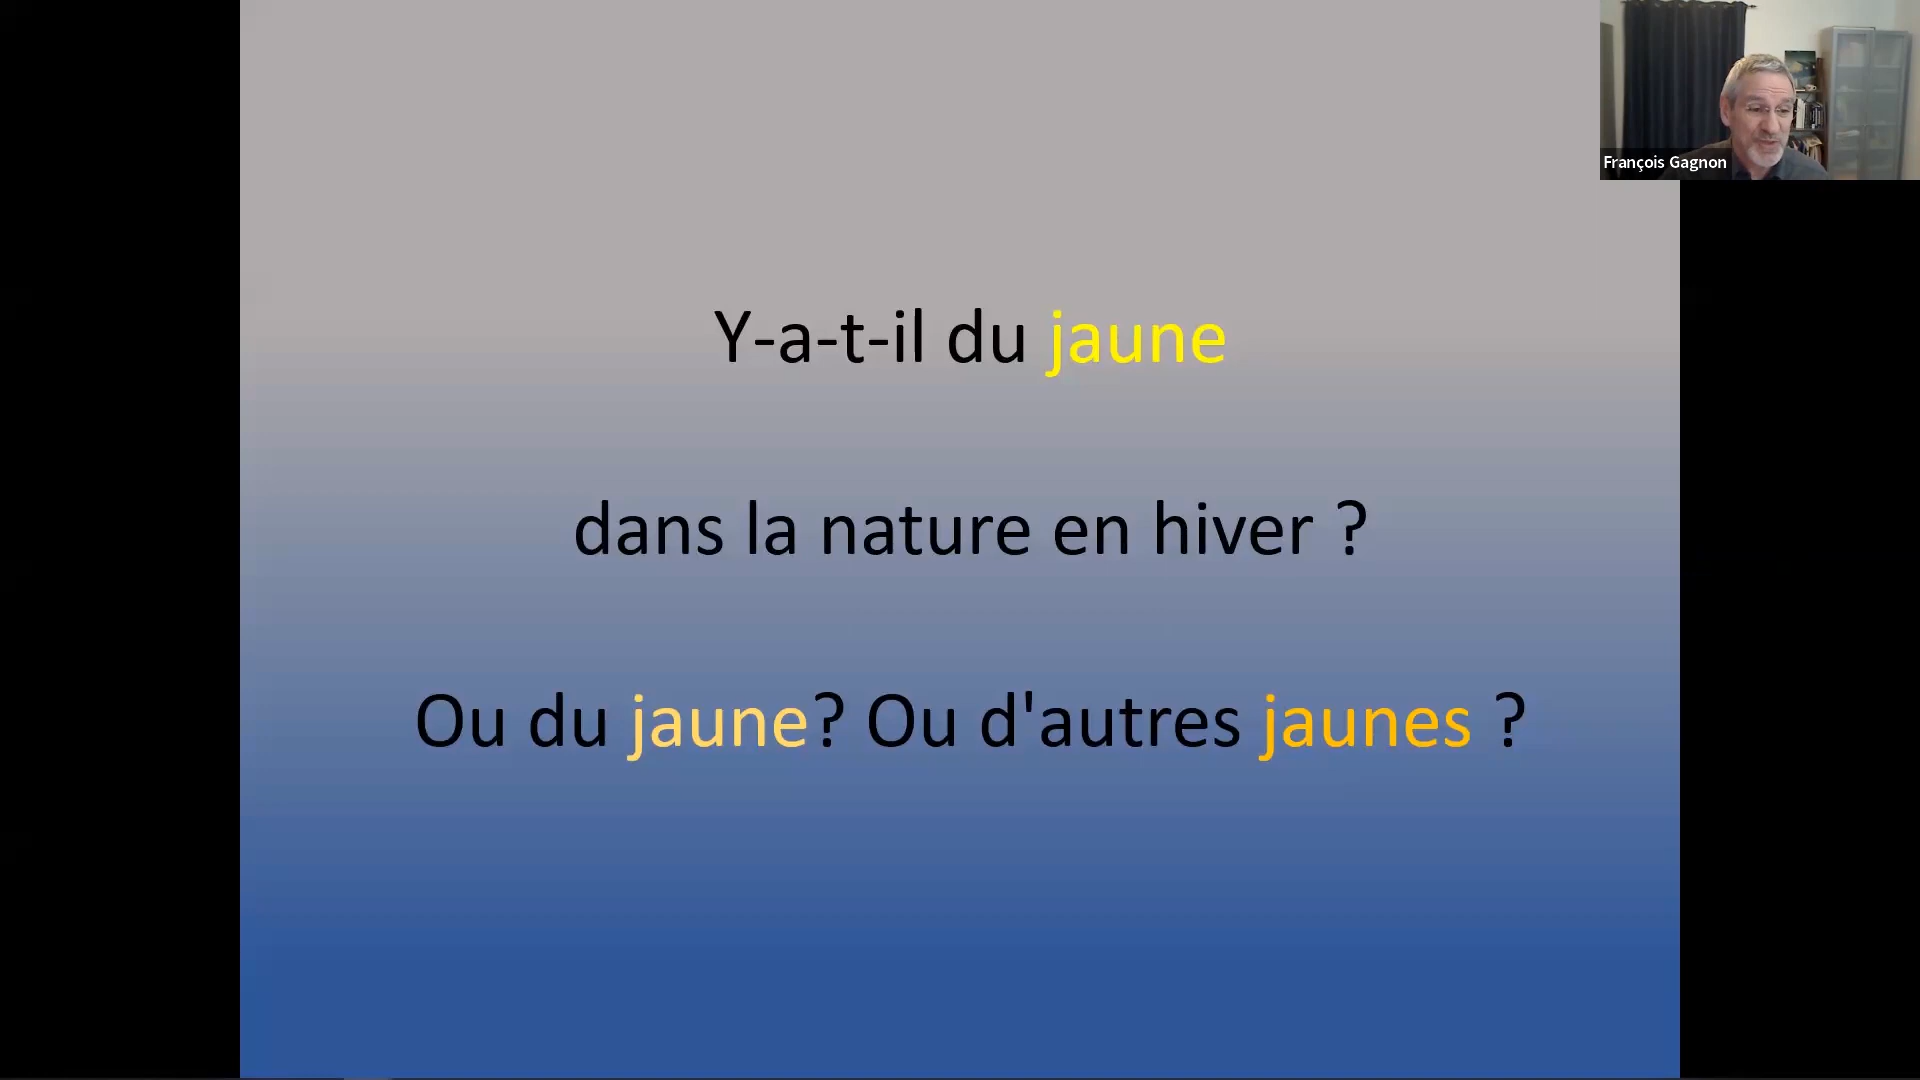 François Gagnon
Y-a-t-il du jaune
dans la nature en hiver ?
Ou du jaune? Ou d'autres jaunes ?